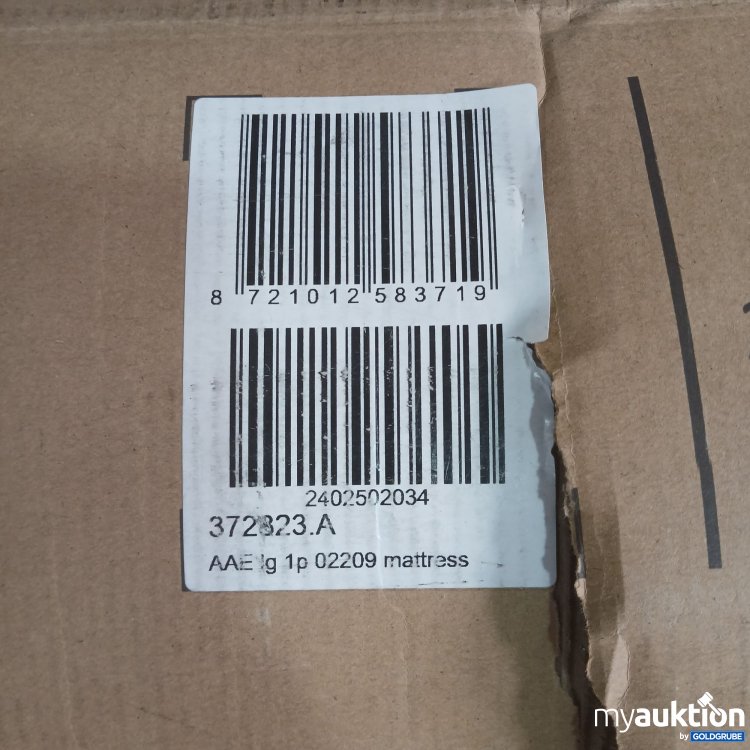 8 721012 583719
2402502034
372823.A
AAE lg 1p 02209 mattress
myauktion
by GOLDGRUBE